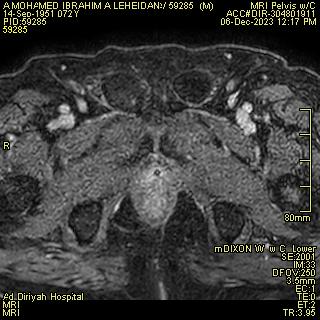 A MOHAMED IBRAHIM A LEHEIDAN:/ 59285 (M)
14-Sep-1951 072Y
PID:59285
59285
MRI Pelvis w/C
ACC#DIR-304801911
06-Dec-2023 12:17 PM
R
80mm
mDIXON W w C Lower
SE:2001
IM:33
DFOV:250
3.5mm
EC:1
TE:0
ET:2
TR:3.95
Ad Diriyah Hospital
MRI
MRI